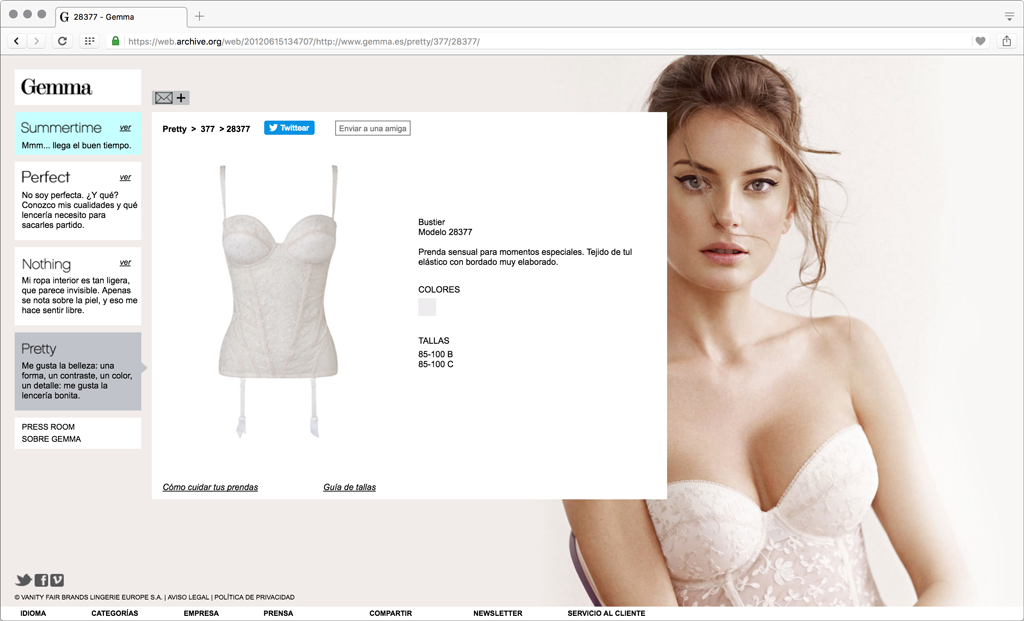 28377 - Gemma
https://web.archive.org/web/20120615134707/http://www.gemma.es/pretty/377/28377/
Gemma
Summertime ver
Mmm... llega el buen tiempo.
Perfect ver
No soy perfecta. ¿Y qué?
Conozco mis cualidades y qué
lencería necesito para
sacarles partido.
Nothing ver
Mi ropa interior es tan ligera,
que parece invisible. Apenas
se nota sobre la piel, y eso me
hace sentir libre.
Pretty
Me gusta la belleza: una
forma, un contraste, un color,
un detalle: me gusta la
lencería bonita.
PRESS ROOM
SOBRE GEMMA
Pretty > 377 > 28377 Twittear Enviar a una amiga
Bustier
Modelo 28377
Prenda sensual para momentos especiales. Tejido de tul
elástico con bordado muy elaborado.
COLORES
TALLAS
85-100 B
85-100 C
Cómo cuidar tus prendas Guía de tallas
© VANITY FAIR BRANDS LINGERIE EUROPE S.A. | AVISO LEGAL | POLÍTICA DE PRIVACIDAD
IDIOMA CATEGORÍAS EMPRESA PRENSA COMPARTIR NEWSLETTER SERVICIO AL CLIENTE